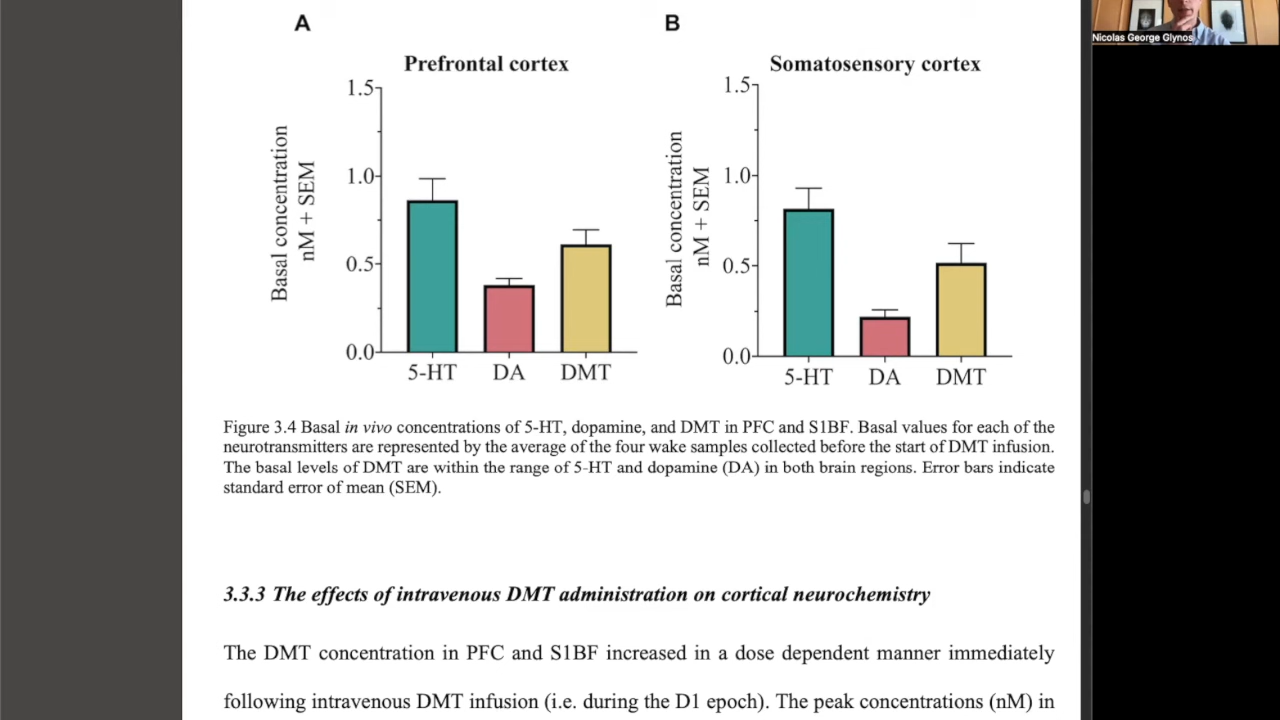 A
B
Nicolas George Glynos
Prefrontal cortex
Somatosensory cortex
1.5
1.0
0.5
0.0
Basal concentration
nM + SEM
5-HT DA DMT
1.5
1.0
0.5
0.0
Basal concentration
nM + SEM
5-HT DA DMT
Figure 3.4 Basal in vivo concentrations of 5-HT, dopamine, and DMT in PFC and S1BF. Basal values for each of the
neurotransmitters are represented by the average of the four wake samples collected before the start of DMT infusion.
The basal levels of DMT are within the range of 5-HT and dopamine (DA) in both brain regions. Error bars indicate
standard error of mean (SEM).
3.3.3 The effects of intravenous DMT administration on cortical neurochemistry
The DMT concentration in PFC and S1BF increased in a dose dependent manner immediately
following intravenous DMT infusion (i.e. during the D1 epoch). The peak concentrations (nM) in